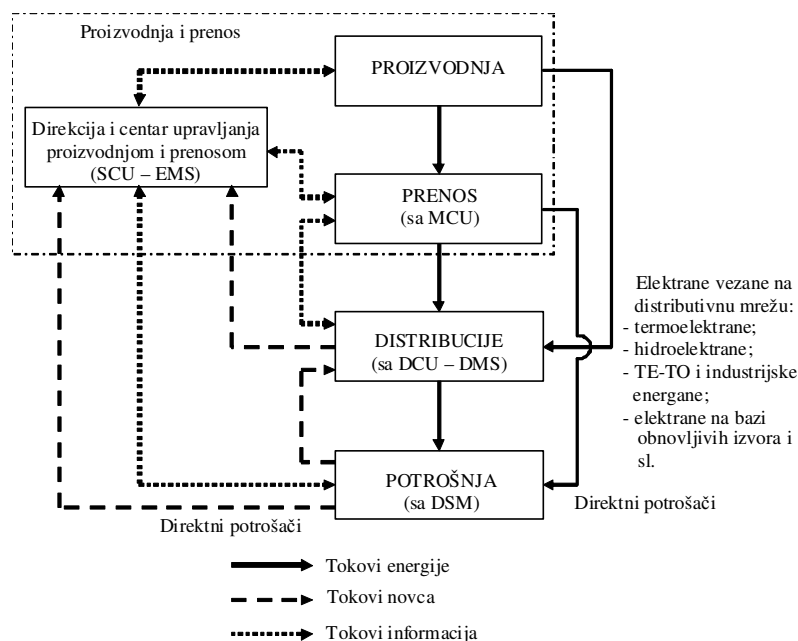 Proizvodnja i prenos
PROIZVODNJA
Direkcija i centar upravljanja
proizvodnjom i prenosom
(SCU – EMS)
PRENOS
(sa MCU)
Elektrane vezane na
distributivnu mrežu:
- termoelektrane;
- hidroelektrane;
- TE-TO i industrijske
energane;
- elektrane na bazi
obnovljivih izvora i
sl.
DISTRIBUCIJE
(sa DCU – DMS)
POTROŠNJA
(sa DSM)
Direktni potrošači
Direktni potrošači
Tokovi energije
Tokovi novca
Tokovi informacija